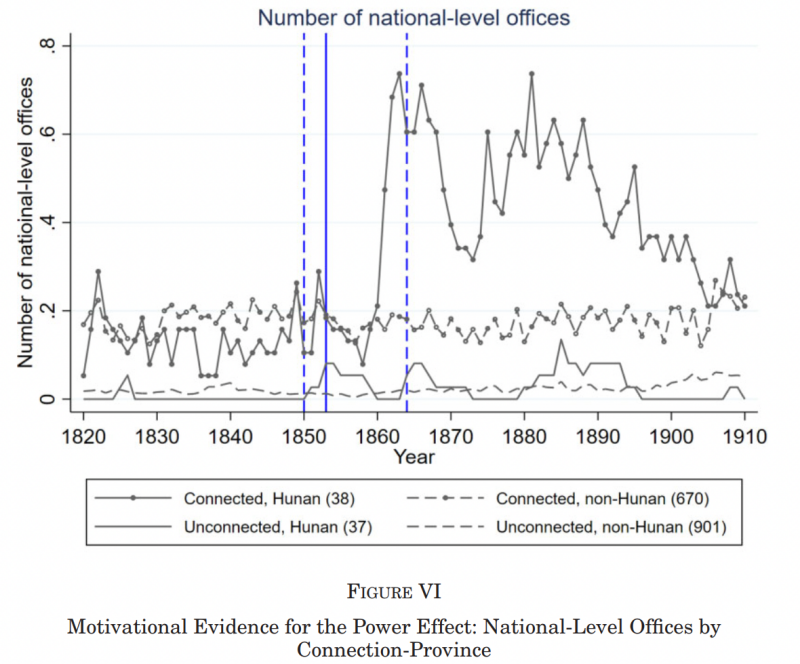 Number of national-level offices
Number of natioinal-level offices
.8
.6
.4
.2
0
1820 1830 1840 1850 1860 1870 1880 1890 1900 1910
Year
Connected, Hunan (38) Connected, non-Hunan (670)
Unconnected, Hunan (37) Unconnected, non-Hunan (901)
FIGURE VI
Motivational Evidence for the Power Effect: National-Level Offices by
Connection-Province